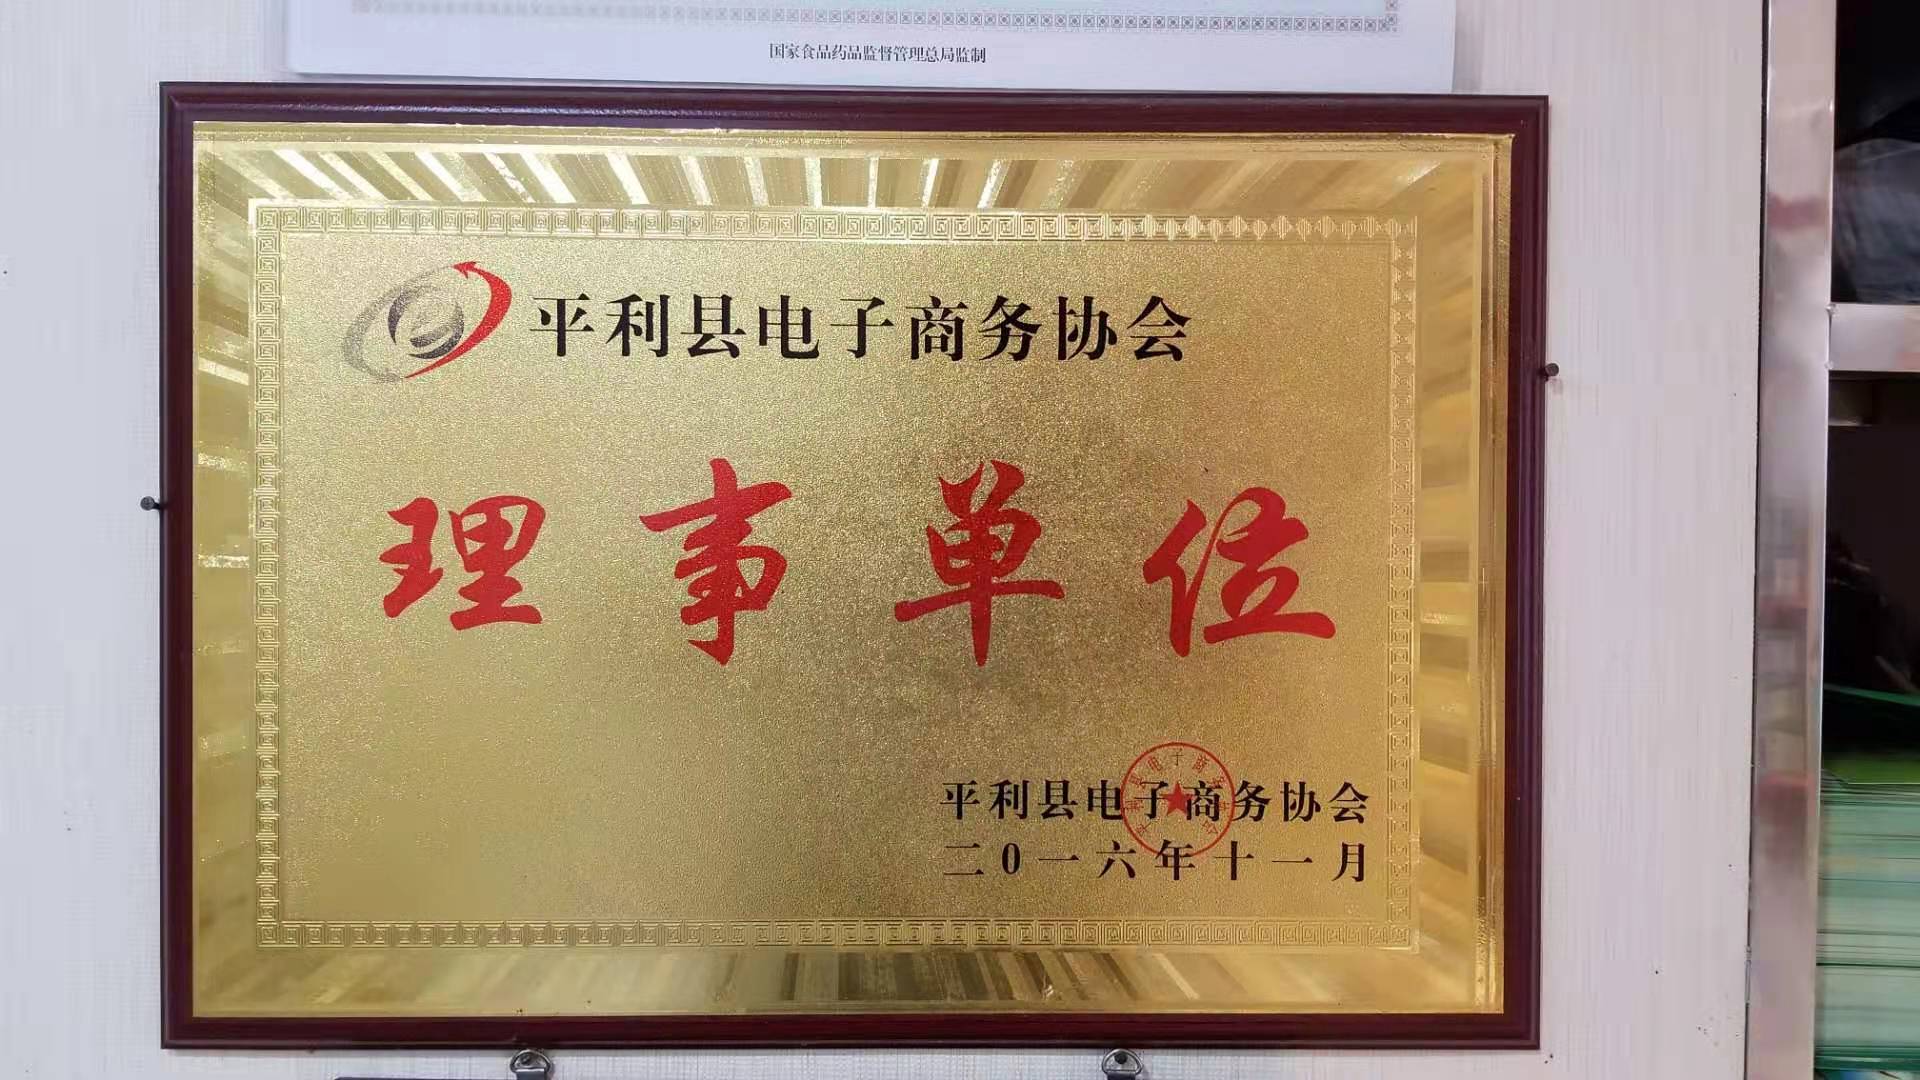 国家食品药品监督管理总局监制
平利县电子商务协会
理事单位
平利县电子商务协会
二0一六年十一月